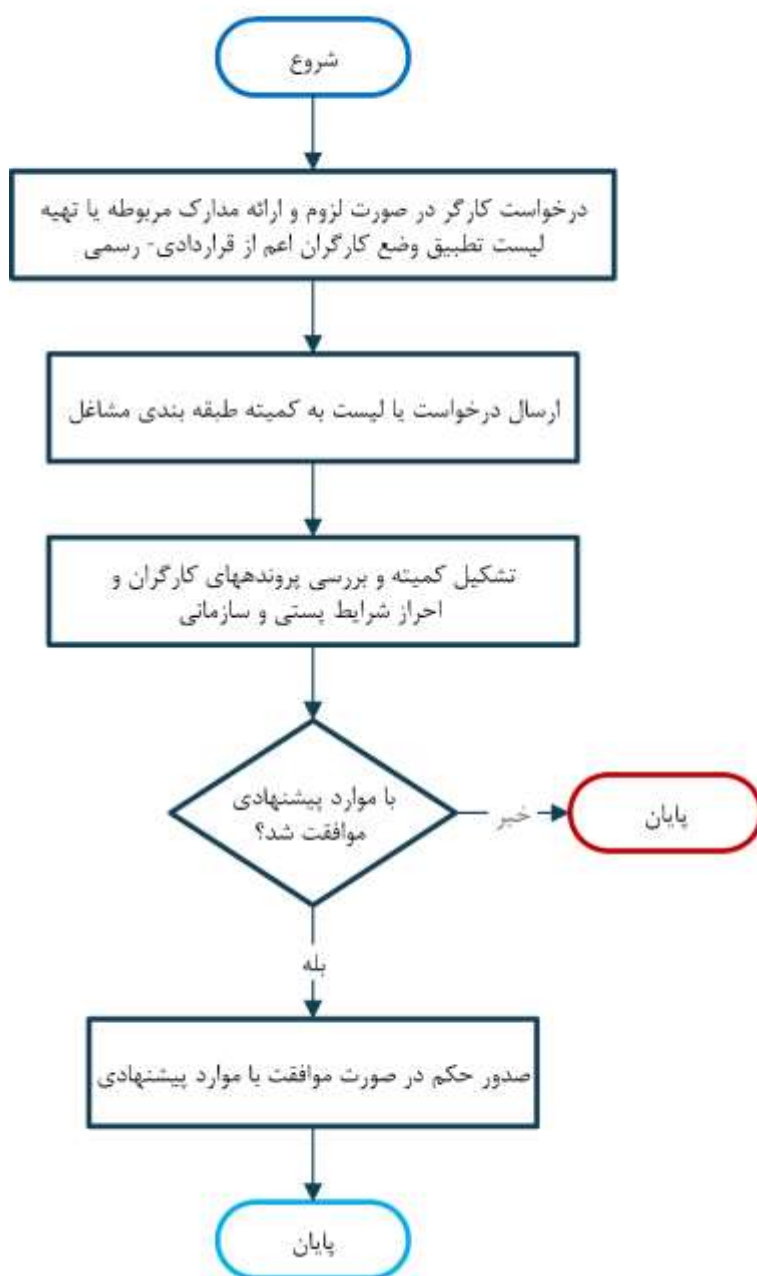 شروع
درخواست کارگر در صورت لزوم و ارائه مدارک مربوطه یا تهیه
لیست تطبیق وضع کارگران اعم از قراردادی- رسمی
ارسال درخواست یا لیست به کمیته طبقه بندی مشاغل
تشکیل کمیته و بررسی پروندههای کارگران و
احراز شرایط پستی و سازمانی
با موارد پیشنهادی
موافقت شد؟
خیر
پایان
بله
صدور حکم در صورت موافقت با موارد پیشنهادی
پایان